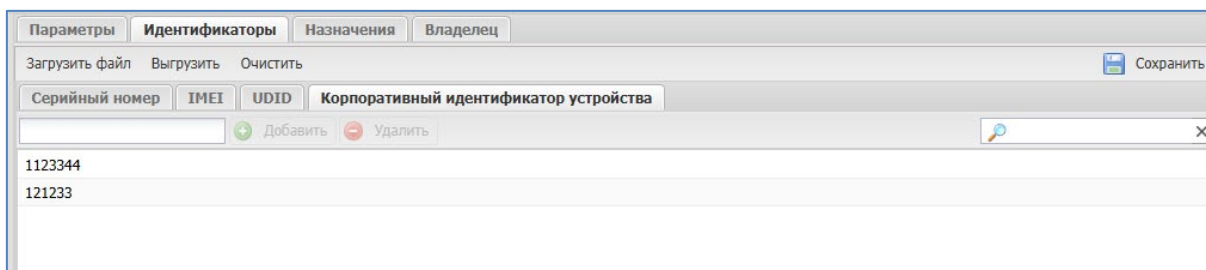 Параметры Идентификаторы Назначения Владелец
Загрузить файл Выгрузить Очистить Сохранить
Серийный номер IMEI UDID Корпоративный идентификатор устройства
Добавить Удалить
1123344
121233